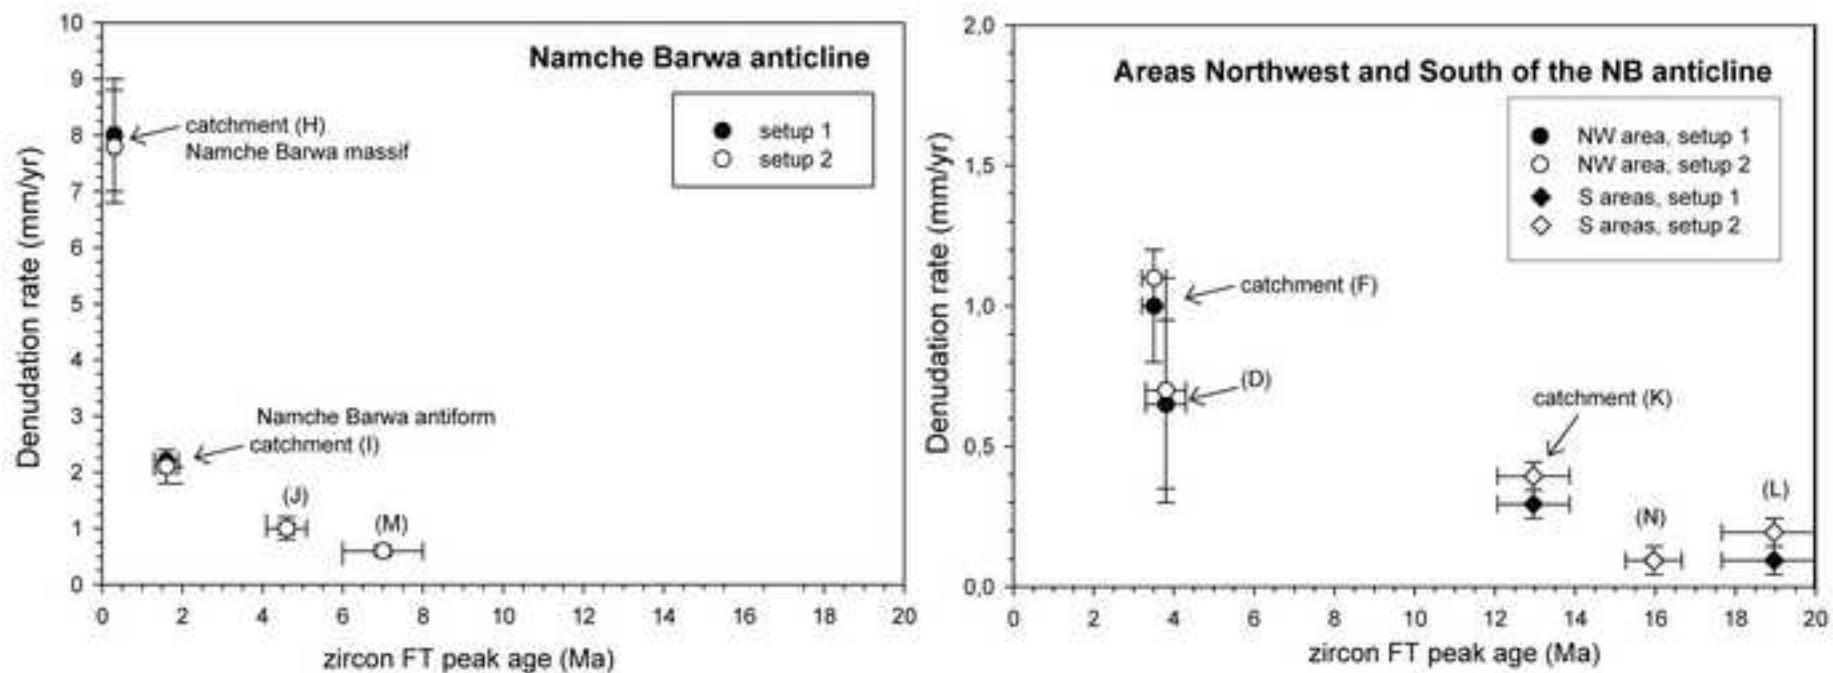 Namche Barwa anticline
setup 1
setup 2
catchment (H)
Namche Barwa massif
Namche Barwa antiform
catchment (I)
(J)
(M)
10
9
8
7
6
5
4
3
2
1
0
Denudation rate (mm/yr)
0 2 4 6 8 10 12 14 16 18 20
zircon FT peak age (Ma)
Areas Northwest and South of the NB anticline
NW area, setup 1
NW area, setup 2
S areas, setup 1
S areas, setup 2
catchment (F)
(D)
catchment (K)
(N)
(L)
2,0
1,5
1,0
0,5
0,0
Denudation rate (mm/yr)
0 2 4 6 8 10 12 14 16 18 20
zircon FT peak age (Ma)